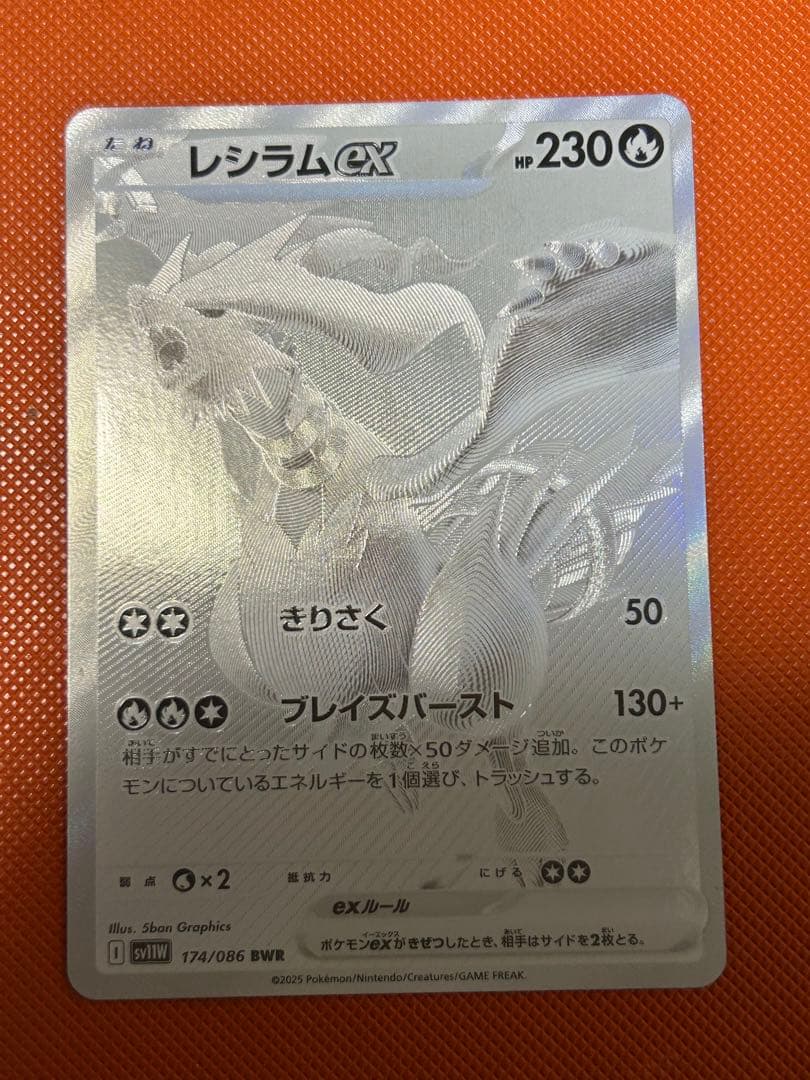 たね レシラムex HP230
きりさく 50
ブレイズバースト 130+
相手がすでにとったサイドの枚数×50ダメージ追加。このポケ
モンについているエネルギーを1個選び、トラッシュする。
弱点 ×2 抵抗力 にげる
exルール
ポケモンexがきぜつしたとき、相手はサイドを2枚とる。
Illus. 5ban Graphics
I SV11W 174/086 BWR
©2025 Pokémon/Nintendo/Creatures/GAME FREAK.